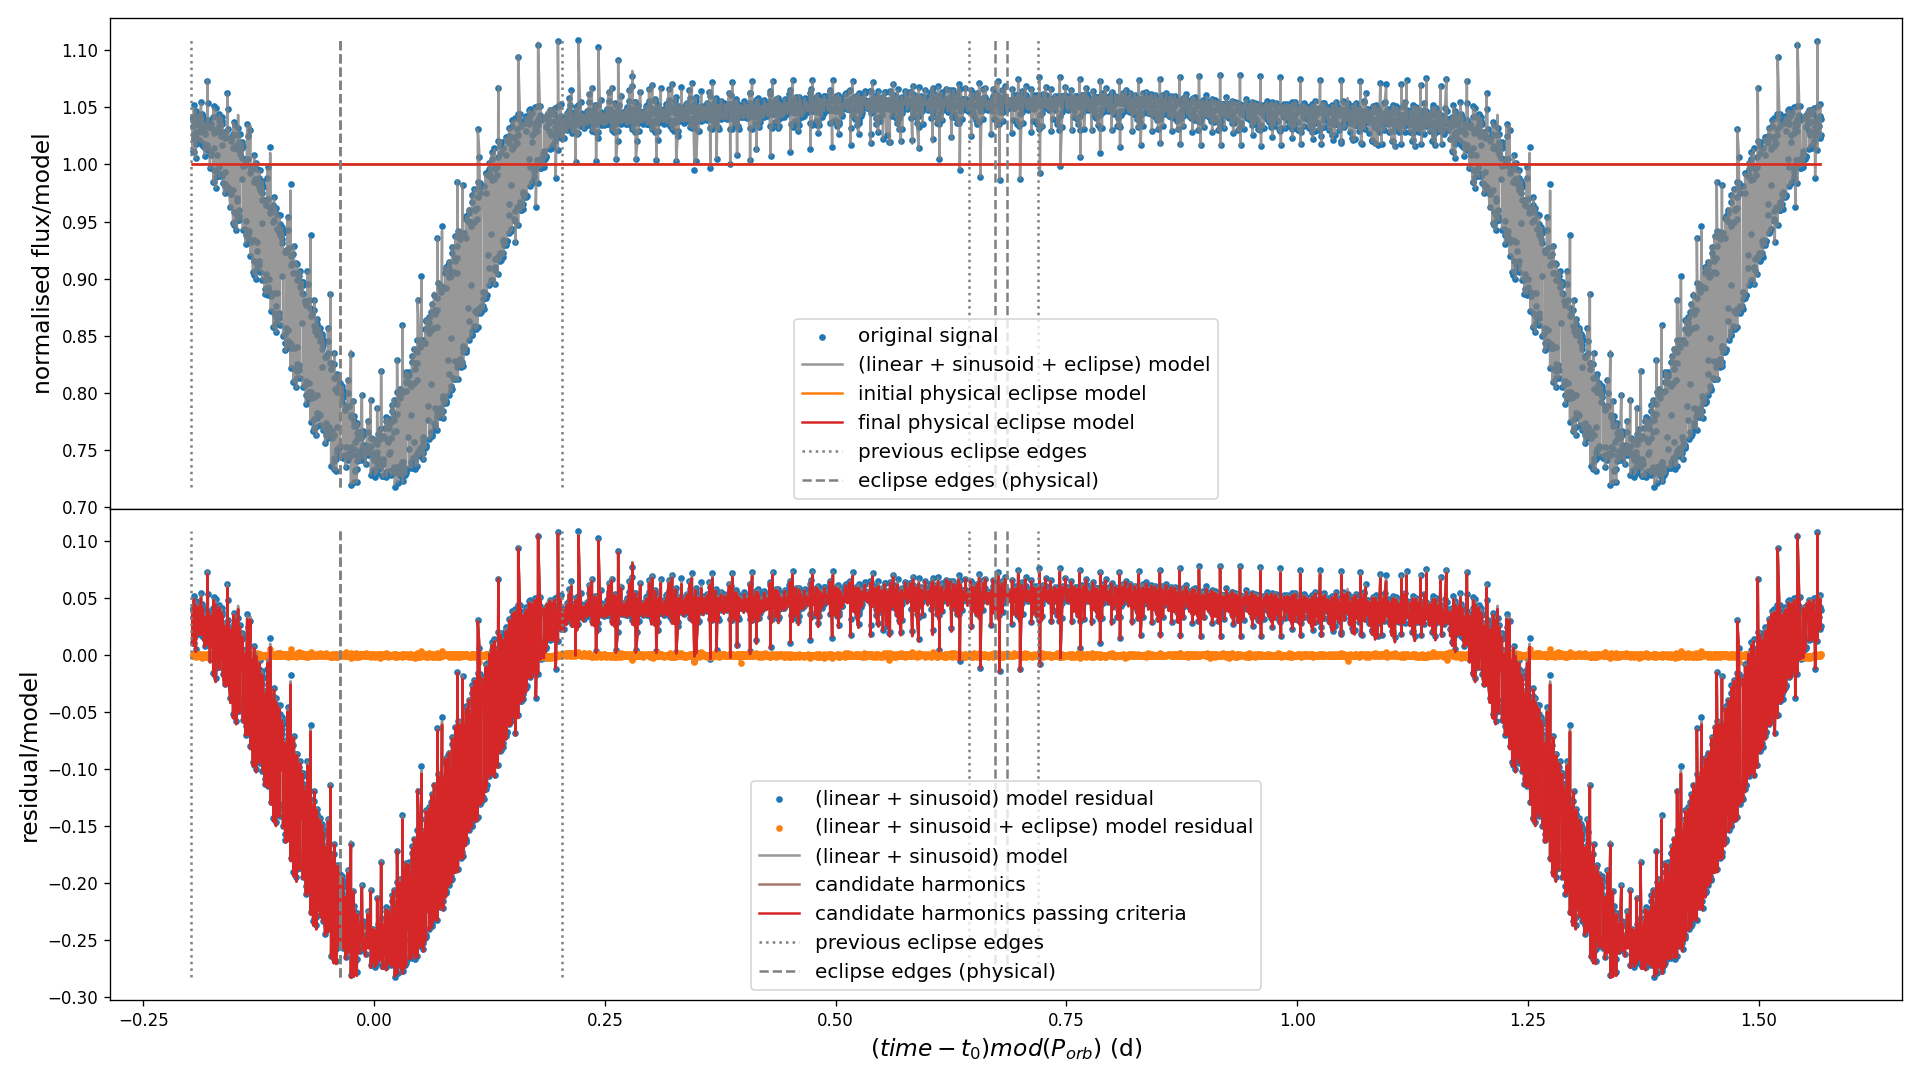 normalised flux/model
1.10
1.05
1.00
0.95
0.90
0.85
0.80
0.75
0.70
original signal
(linear + sinusoid + eclipse) model
initial physical eclipse model
final physical eclipse model
previous eclipse edges
eclipse edges (physical)
residual/model
0.10
0.05
0.00
−0.05
−0.10
−0.15
−0.20
−0.25
−0.30
(linear + sinusoid) model residual
(linear + sinusoid + eclipse) model residual
(linear + sinusoid) model
candidate harmonics
candidate harmonics passing criteria
previous eclipse edges
eclipse edges (physical)
−0.25 0.00 0.25 0.50 0.75 1.00 1.25 1.50
(time − t₀)mod(P_orb) (d)